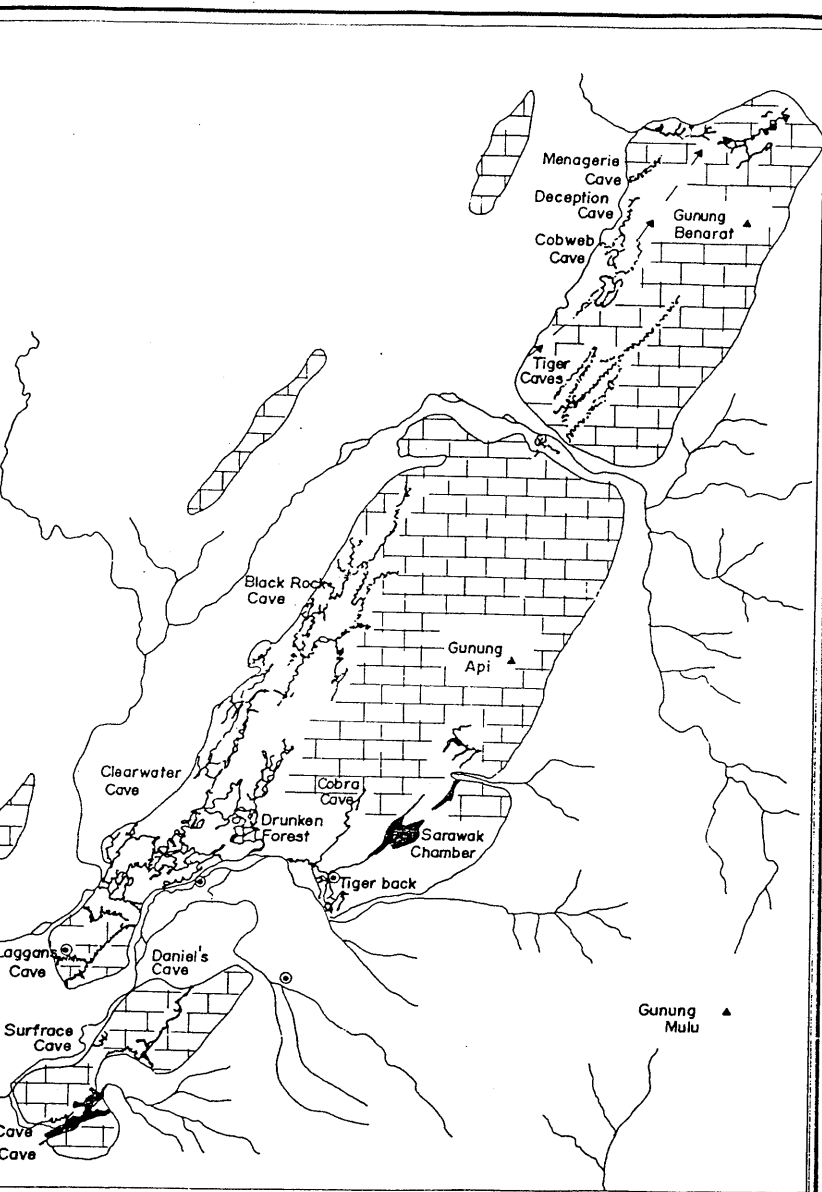 Menagerie
Cave
Deception
Cave
Cobweb
Cave
Gunung
Benarat
Tiger
Caves
Black Rock
Cave
Gunung
Api
Clearwater
Cave
Cobra
Cave
Drunken
Forest
Sarawak
Chamber
Tiger back
Laggans
Cave
Daniel's
Cave
Gunung
Mulu
Surfrace
Cave
Cave
Cave